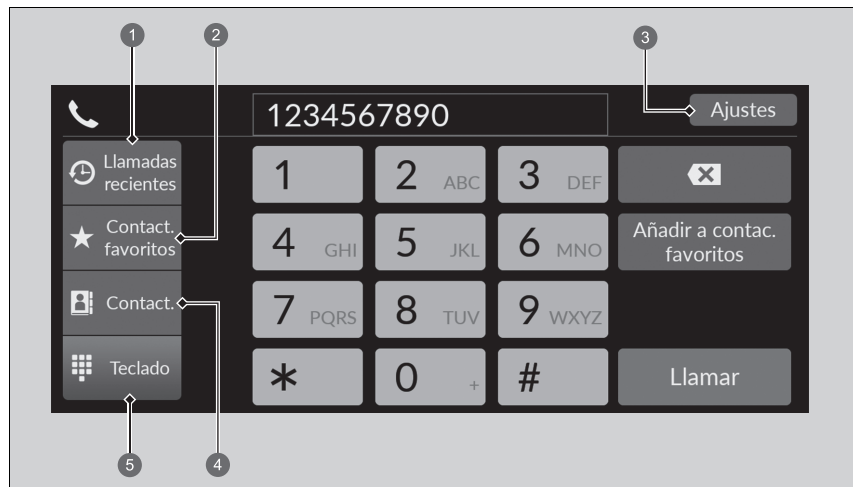 1
2
3
1234567890
Ajustes
Llamadas
recientes
Contact.
favoritos
Contact.
Teclado
1
2 ABC
3 DEF
4 GHI
5 JKL
6 MNO
7 PQRS
8 TUV
9 WXYZ
*
0 +
#
Añadir a contac.
favoritos
Llamar
5
4